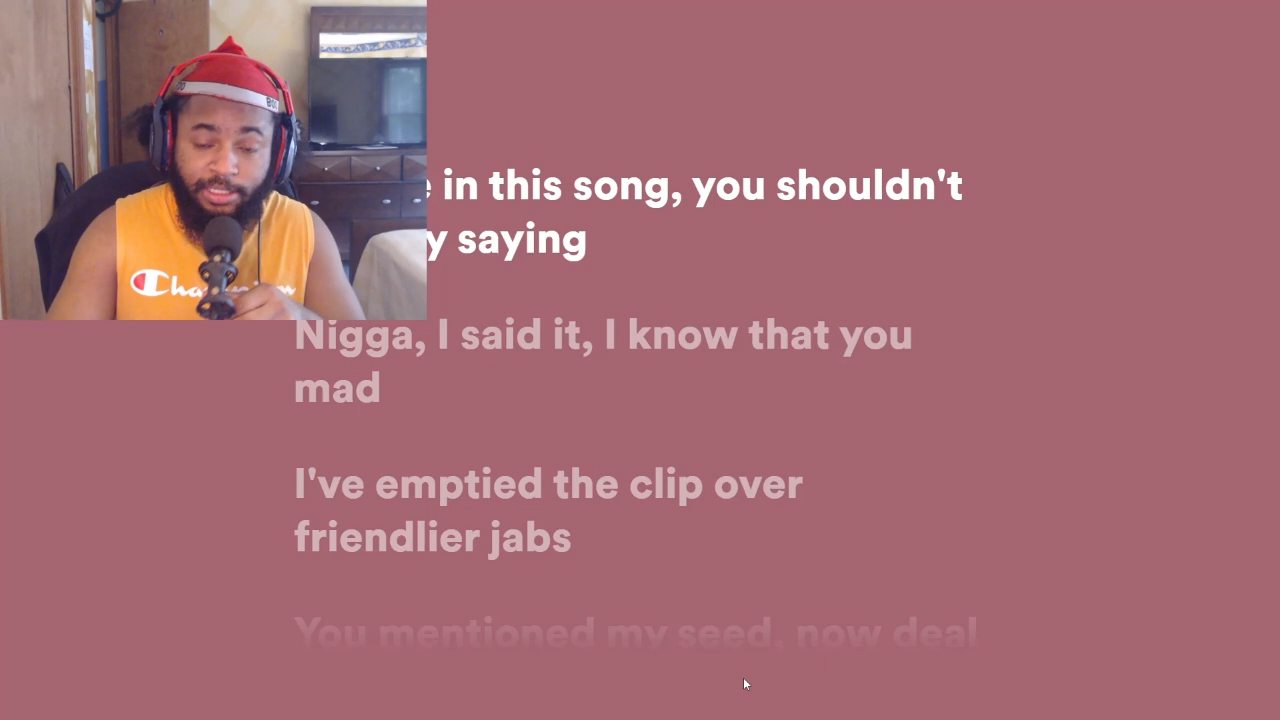 in this song, you shouldn't
y saying
Nigga, I said it, I know that you
mad
I've emptied the clip over
friendlier jabs
You mentioned my seed, now deal
Champion